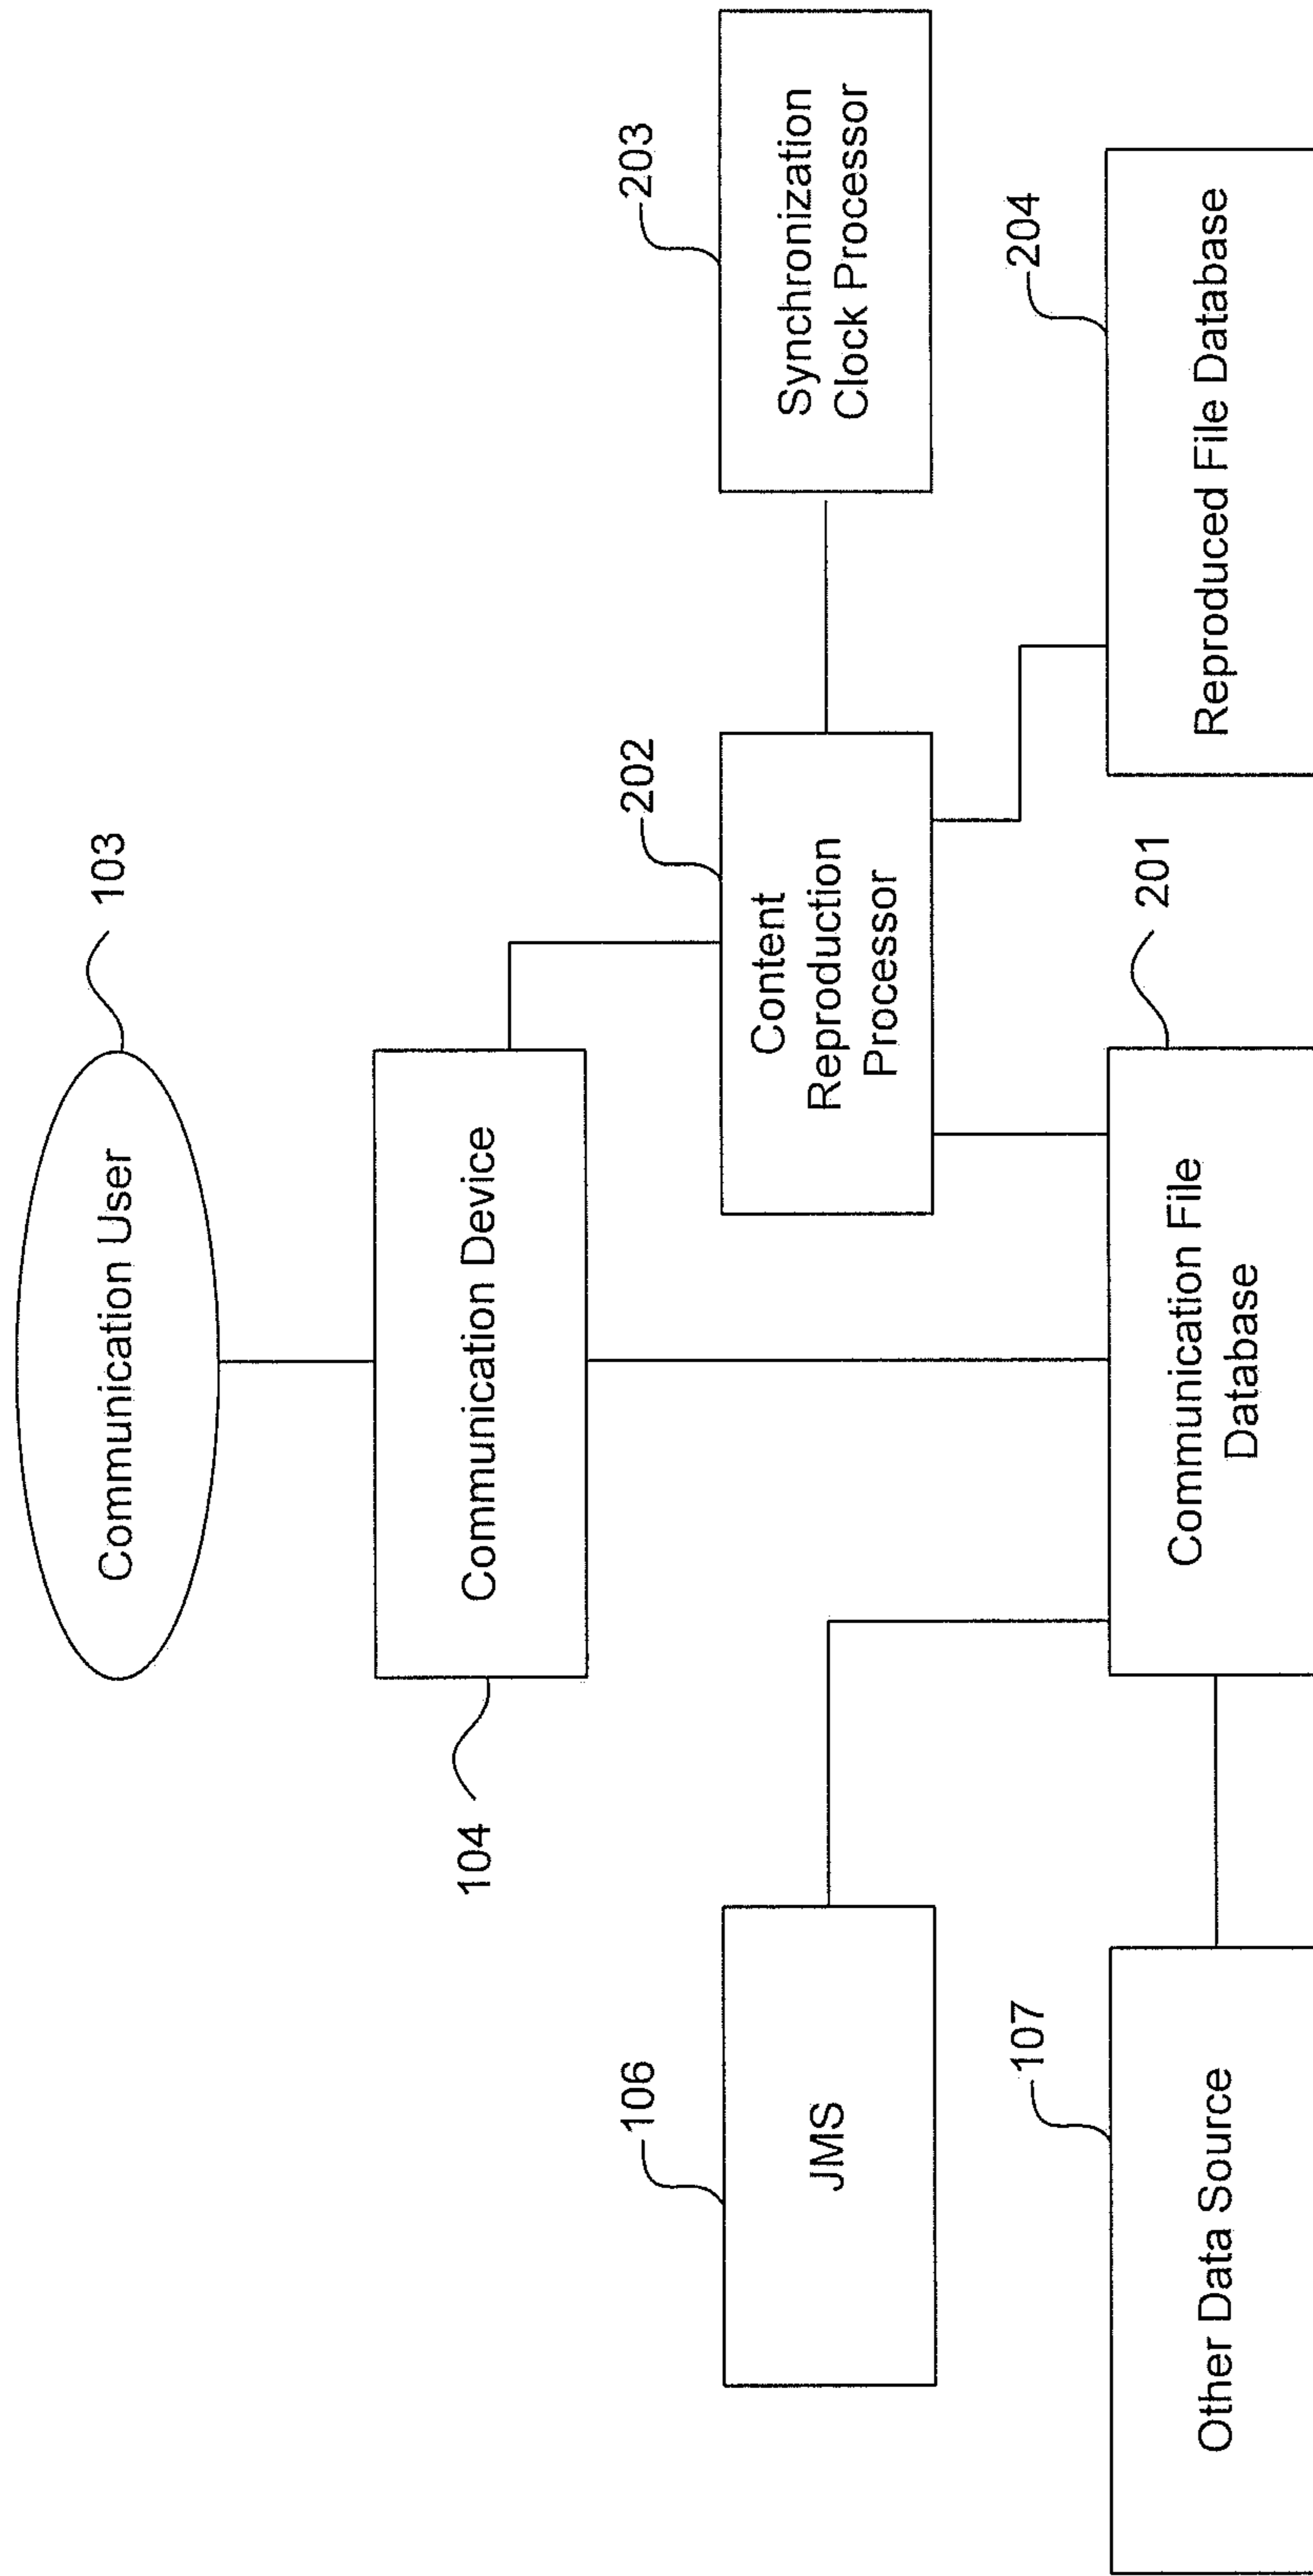 Communication User
103
Communication Device
104
203
Synchronization
Clock Processor
202
Content
Reproduction
Processor
106
JMS
204
Reproduced File Database
201
Communication File
Database
107
Other Data Source